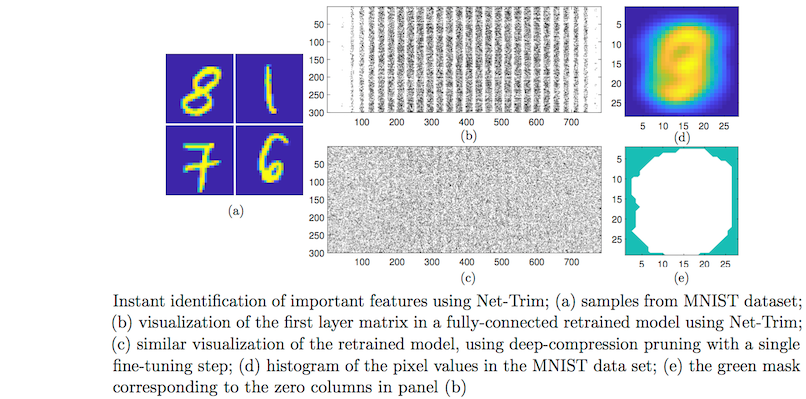 50
100
150
200
250
300
100 200 300 400 500 600 700
(b)
5
10
15
20
25
5 10 15 20 25
(d)
(a)
50
100
150
200
250
300
100 200 300 400 500 600 700
(c)
5
10
15
20
25
5 10 15 20 25
(e)
8 1
7 6
Instant identification of important features using Net-Trim; (a) samples from MNIST dataset;
(b) visualization of the first layer matrix in a fully-connected retrained model using Net-Trim;
(c) similar visualization of the retrained model, using deep-compression pruning with a single
fine-tuning step; (d) histogram of the pixel values in the MNIST data set; (e) the green mask
corresponding to the zero columns in panel (b)